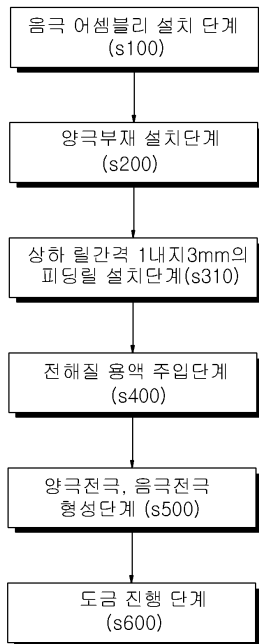 음극 어셈블리 설치 단계
(s100)
양극부재 설치단계
(s200)
상하 릴간격 1내지3mm의
피딩릴 설치단계(s310)
전해질 용액 주입단계
(s400)
양극전극, 음극전극
형성단계 (s500)
도금 진행 단계
(s600)